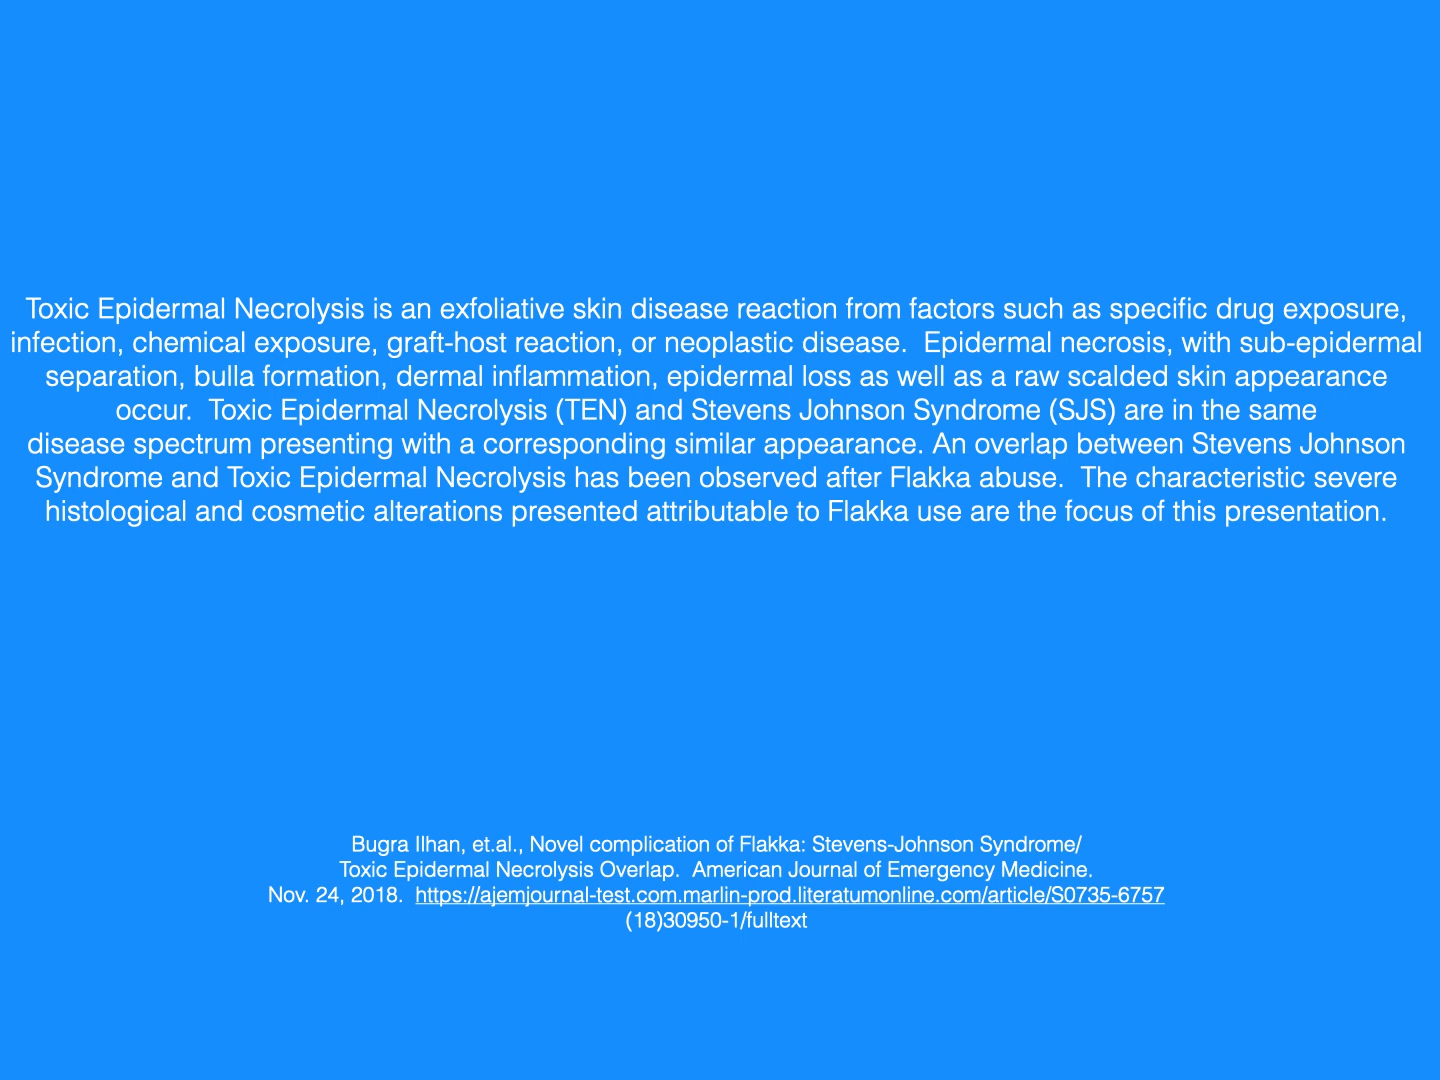 Toxic Epidermal Necrolysis is an exfoliative skin disease reaction from factors such as specific drug exposure,
infection, chemical exposure, graft-host reaction, or neoplastic disease.  Epidermal necrosis, with sub-epidermal
separation, bulla formation, dermal inflammation, epidermal loss as well as a raw scalded skin appearance
occur.  Toxic Epidermal Necrolysis (TEN) and Stevens Johnson Syndrome (SJS) are in the same
disease spectrum presenting with a corresponding similar appearance. An overlap between Stevens Johnson
Syndrome and Toxic Epidermal Necrolysis has been observed after Flakka abuse.  The characteristic severe
histological and cosmetic alterations presented attributable to Flakka use are the focus of this presentation.
Bugra Ilhan, et.al., Novel complication of Flakka: Stevens-Johnson Syndrome/
Toxic Epidermal Necrolysis Overlap.  American Journal of Emergency Medicine.
Nov. 24, 2018.  https://ajemjournal-test.com.marlin-prod.literatumonline.com/article/S0735-6757
(18)30950-1/fulltext